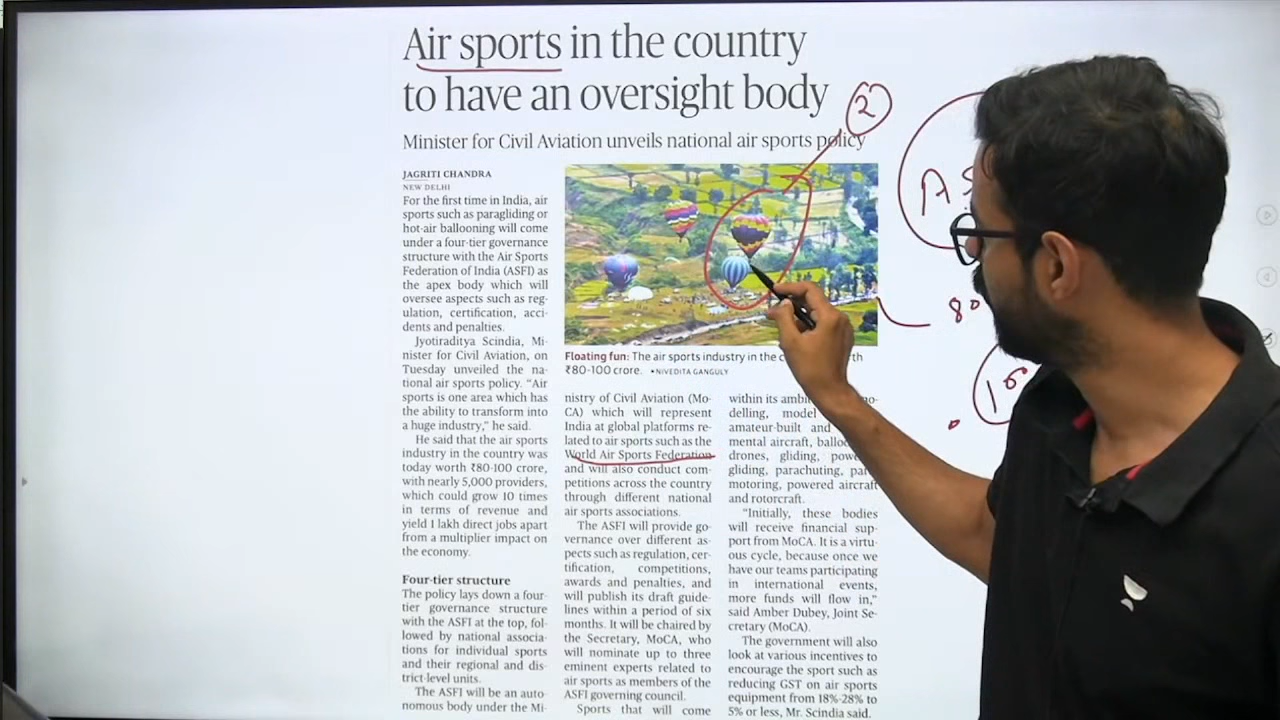 Air sports in the country
to have an oversight body
Minister for Civil Aviation unveils national air sports policy
2
JAGRITI CHANDRA
NEW DELHI
For the first time in India, air
sports such as paragliding or
hot-air ballooning will come
under a four-tier governance
structure with the Air Sports
Federation of India (ASFI) as
the apex body which will
oversee aspects such as reg-
ulation, certification, acci-
dents and penalties.
Jyotiraditya Scindia, Mi-
nister for Civil Aviation, on
Tuesday unveiled the na-
tional air sports policy. "Air
sports is one area which has
the ability to transform into
a huge industry," he said.
He said that the air sports
industry in the country was
today worth ₹80-100 crore,
with nearly 5,000 providers,
which could grow 10 times
in terms of revenue and
yield 1 lakh direct jobs apart
from a multiplier impact on
the economy.
Four-tier structure
The policy lays down a four-
tier governance structure
with the ASFI at the top, fol-
lowed by national associa-
tions for individual sports
and their regional and dis-
trict-level units.
The ASFI will be an auto-
nomous body under the Mi-
Floating fun: The air sports industry in the
₹80-100 crore. • NIVEDITA GANGULY
nistry of Civil Aviation (Mo-
CA) which will represent
India at global platforms re-
lated to air sports such as the
World Air Sports Federation
and will also conduct com-
petitions across the country
through different national
air sports associations.
The ASFI will provide go-
vernance over different as-
pects such as regulation, cer-
tification, competitions,
awards and penalties, and
will publish its draft guide-
lines within a period of six
months. It will be chaired by
the Secretary, MoCA, who
will nominate up to three
eminent experts related to
air sports as members of the
ASFI governing council.
Sports that will come
within its
delling, model
amateur-built and
mental aircraft,
drones, gliding,
gliding, parachuting,
motoring, powered aircraft
and rotorcraft.
"Initially, these bodies
will receive financial sup-
port from MoCA. It is a virtu-
ous cycle, because once we
have our teams participating
in international events,
more funds will flow in,"
said Amber Dubey, Joint Se-
cretary (MoCA).
The government will also
look at various incentives to
encourage the sport such as
reducing GST on air sports
equipment from 18%-28% to
5% or less, Mr. Scindia said.
AS
80
100